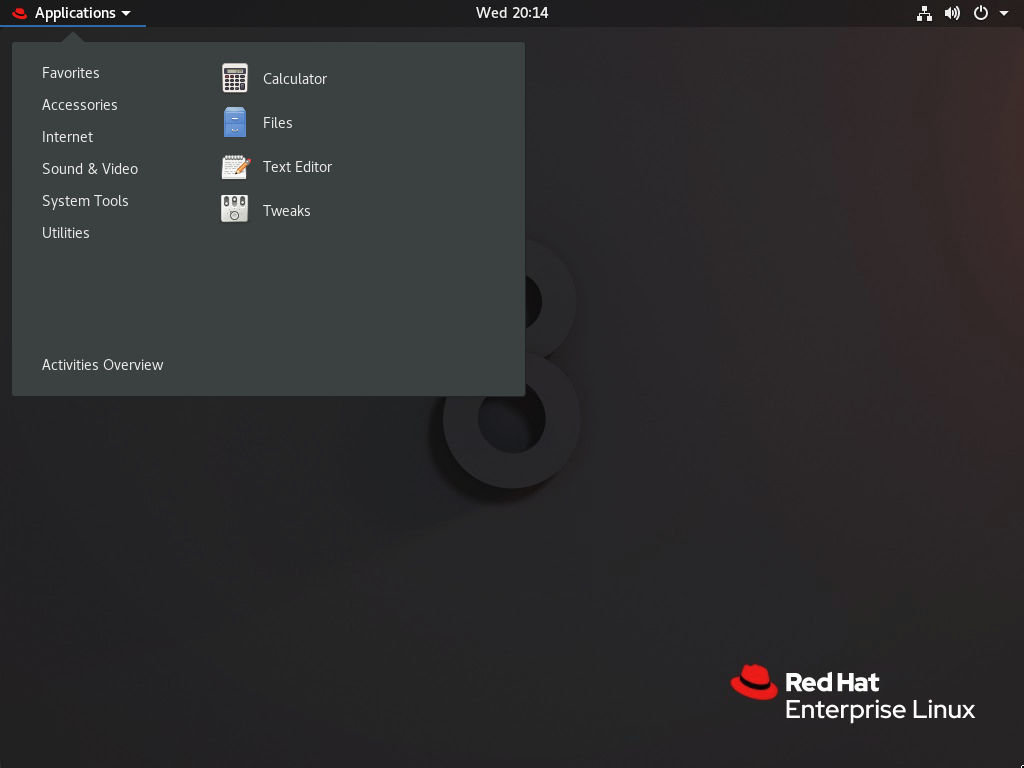 Applications
Wed 20:14
Favorites
Accessories
Internet
Sound & Video
System Tools
Utilities
Activities Overview
Calculator
Files
Text Editor
Tweaks
8
Red Hat
Enterprise Linux